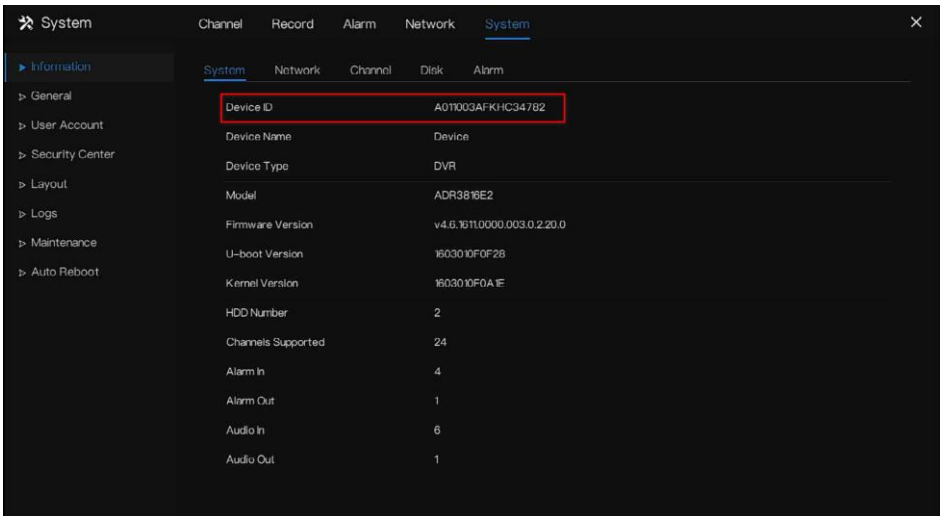 System Channel Record Alarm Network System
Information
General
User Account
Security Center
Layout
Logs
Maintenance
Auto Reboot
System Network Channel Disk Alarm
Device ID A011003AFKHC34782
Device Name Device
Device Type DVR
Model ADR3816E2
Firmware Version v4.6.1611.0000.003.0.2.20.0
U-boot Version 1603010F0F28
Kernel Version 1603010F0A1E
HDD Number 2
Channels Supported 24
Alarm In 4
Alarm Out 1
Audio In 6
Audio Out 1